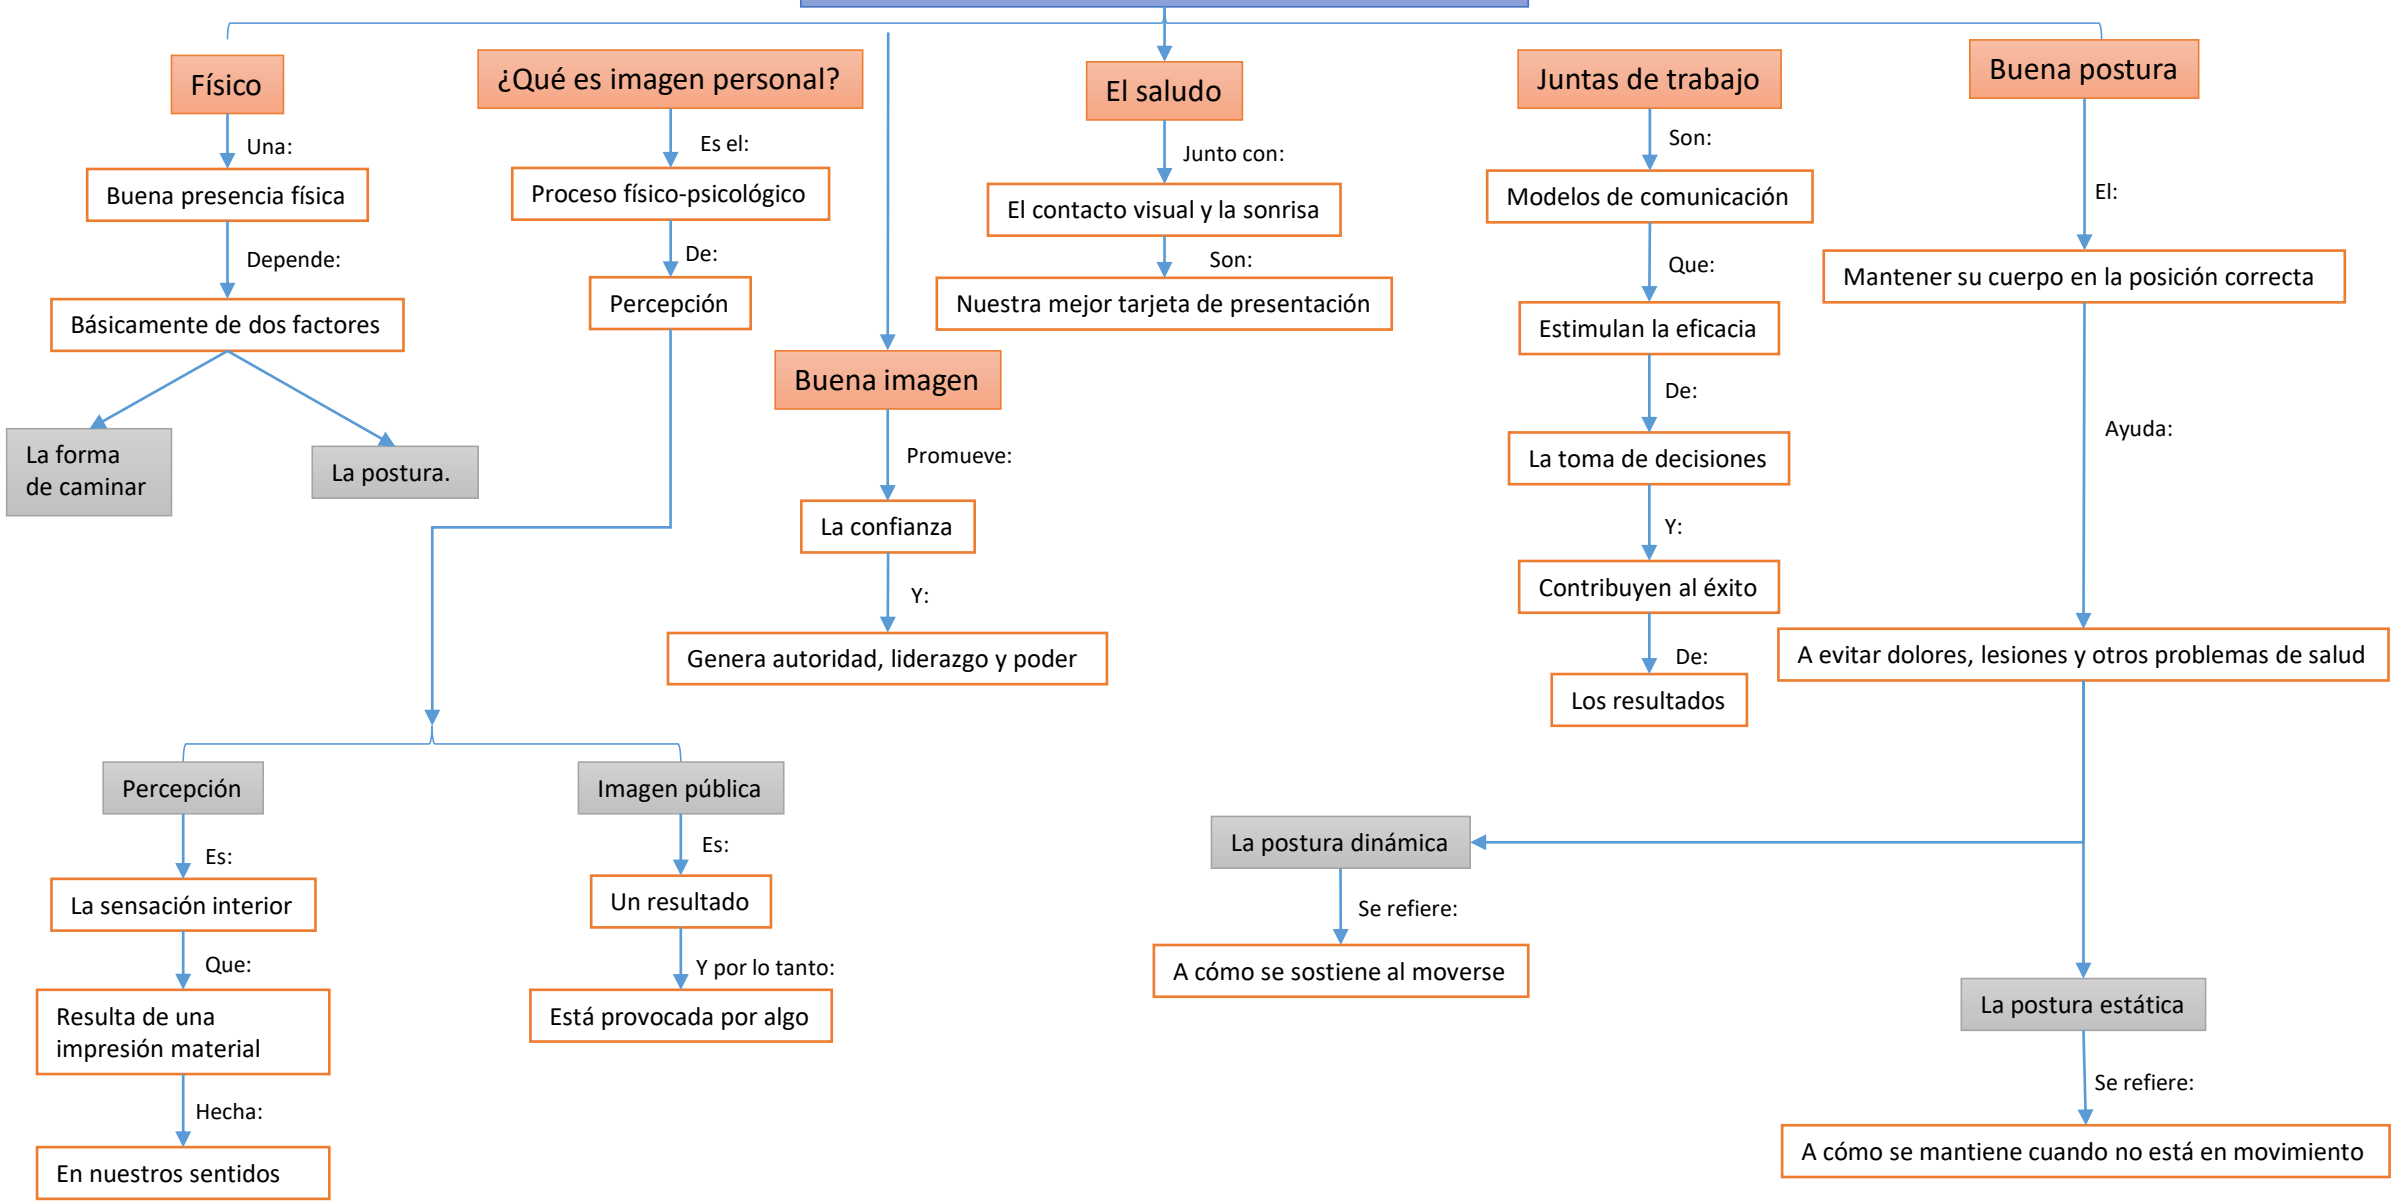 Físico
Una:
Buena presencia física
Depende:
Básicamente de dos factores
La forma
de caminar
La postura.
¿Qué es imagen personal?
Es el:
Proceso físico-psicológico
De:
Percepción
Percepción
Es:
La sensación interior
Que:
Resulta de una
impresión material
Hecha:
En nuestros sentidos
Imagen pública
Es:
Un resultado
Y por lo tanto:
Está provocada por algo
Buena imagen
Promueve:
La confianza
Y:
Genera autoridad, liderazgo y poder
El saludo
Junto con:
El contacto visual y la sonrisa
Son:
Nuestra mejor tarjeta de presentación
Juntas de trabajo
Son:
Modelos de comunicación
Que:
Estimulan la eficacia
De:
La toma de decisiones
Y:
Contribuyen al éxito
De:
Los resultados
Buena postura
El:
Mantener su cuerpo en la posición correcta
Ayuda:
A evitar dolores, lesiones y otros problemas de salud
La postura dinámica
Se refiere:
A cómo se sostiene al moverse
La postura estática
Se refiere:
A cómo se mantiene cuando no está en movimiento